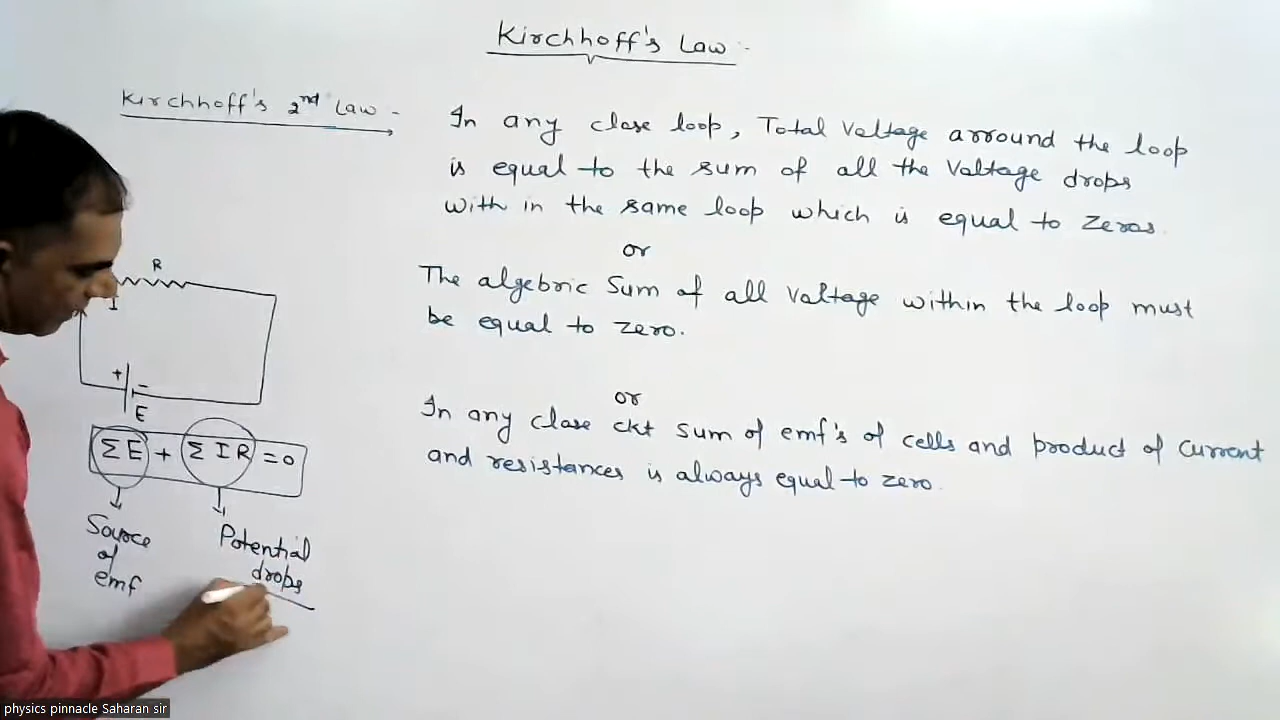 Kirchhoff's Law :-
Kirchhoff's 2nd Law -
In any close loop, Total Voltage arround the loop
is equal to the sum of all the Voltage drops
with in the same loop which is equal to Zeros.
or
The algebric Sum of all Voltage within the loop must
be equal to zero.
or
In any close ckt sum of emf's of cells and product of current
and resistances is always equal to zero.
R
I
+ -
E
Σ E + Σ I R = 0
Source
of
emf
Potential
drops
physics pinnacle Saharan sir